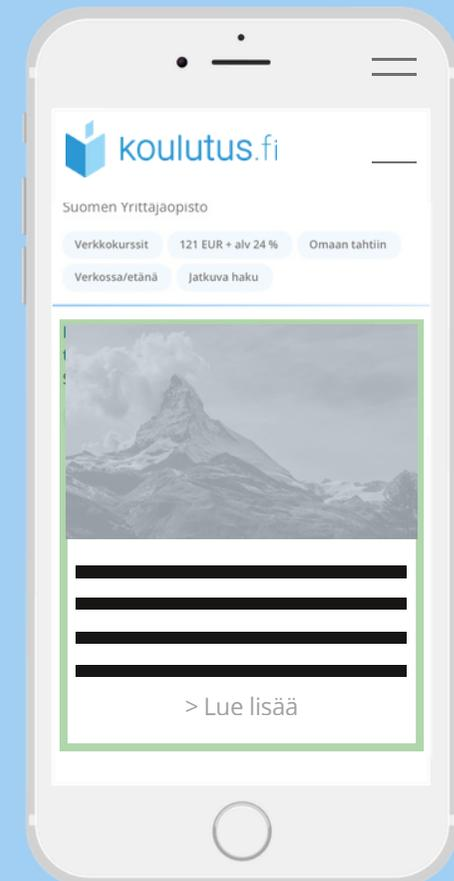 koulutus.fi
Suomen Yrittäjäopisto
Verkkokurssit 121 EUR + alv 24 % Omaan tahtiin
Verkossa/etänä Jatkuva haku
> Lue lisää